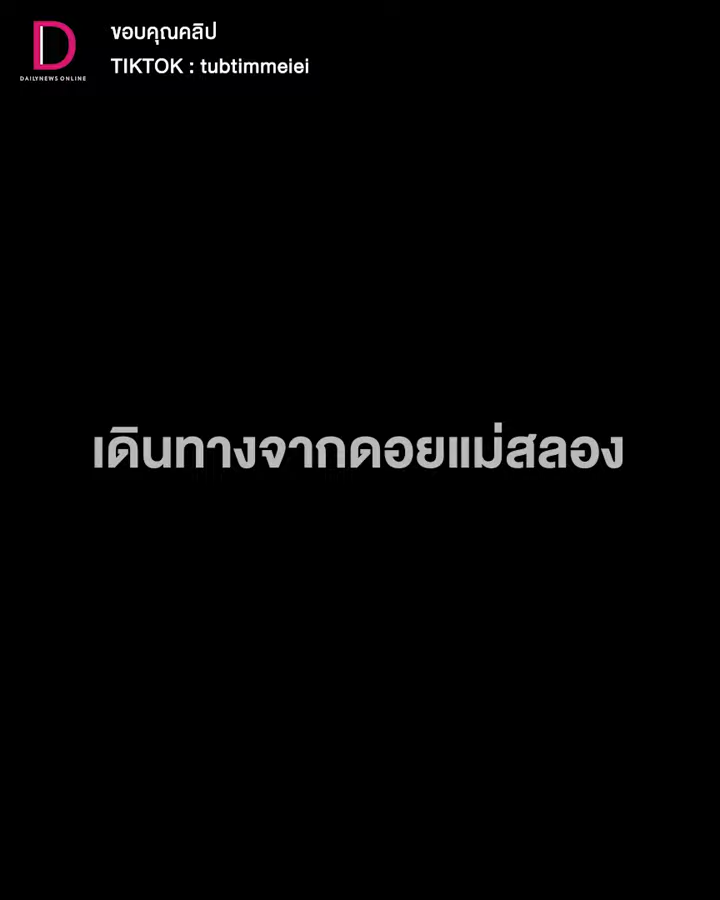 ขอบคุณคลิป
TIKTOK : tubtimmeiei
D
DAILYNEWS ONLINE
เดินทางจากดอยแม่สลอง